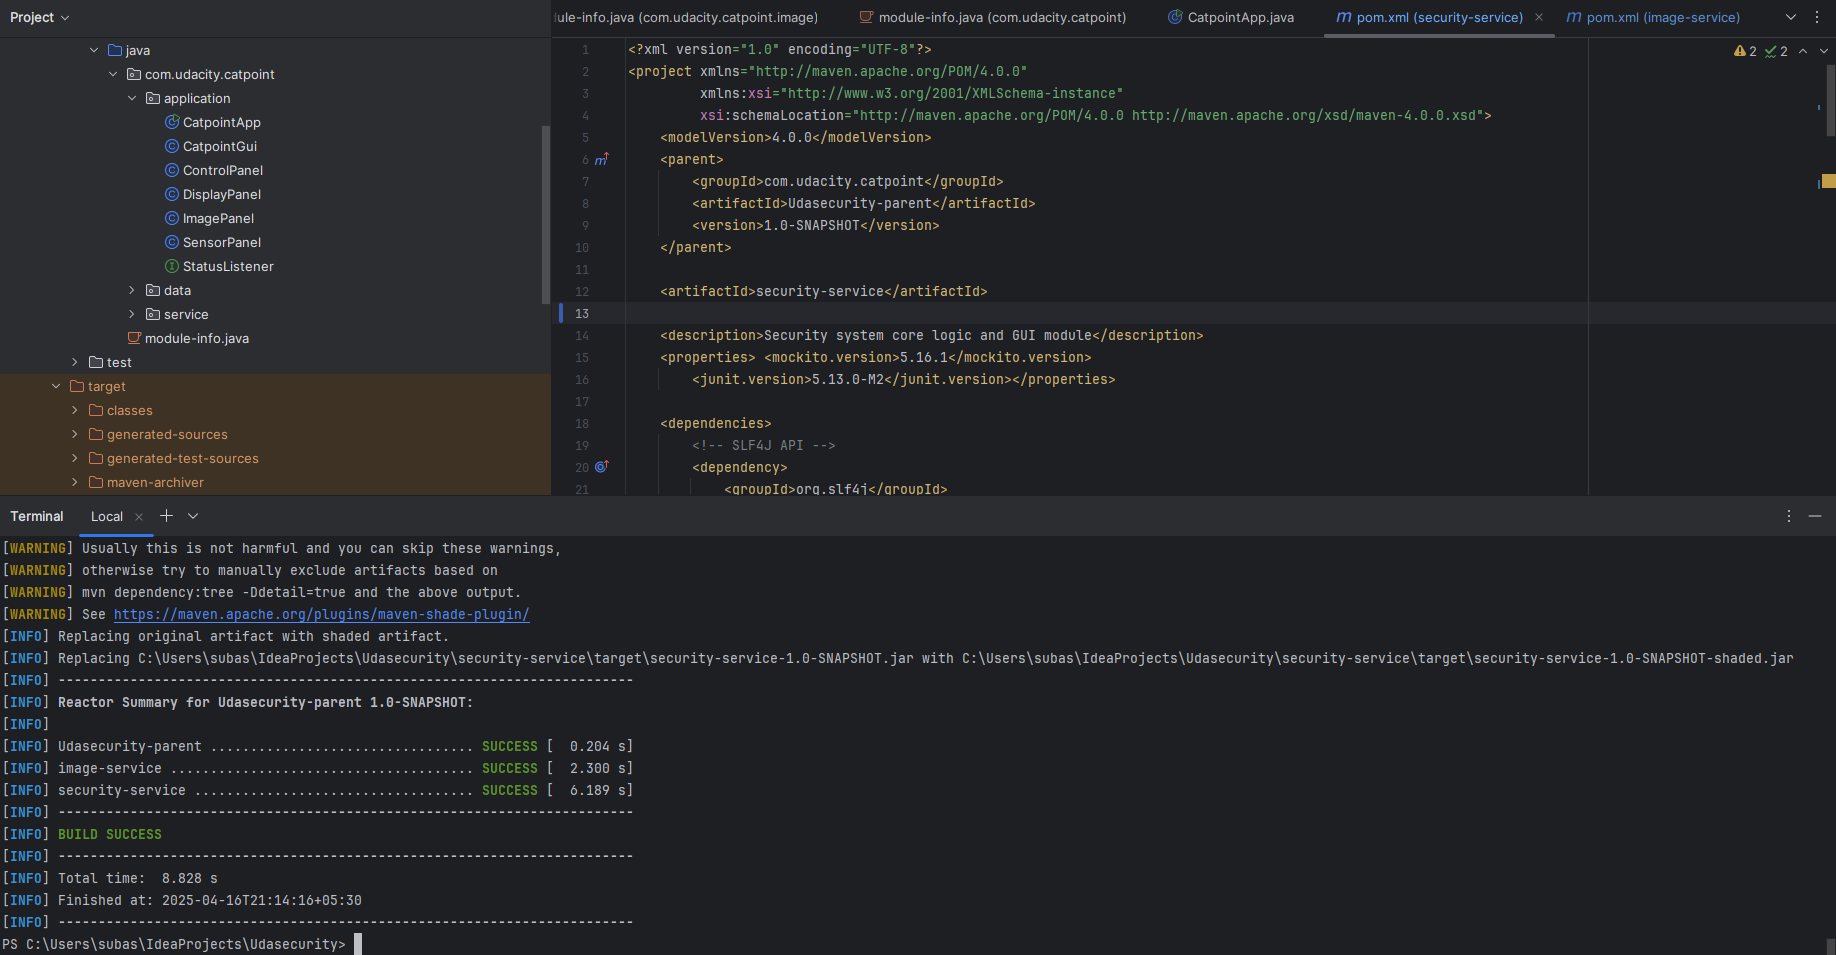 Project
java
com.udacity.catpoint
application
CatpointApp
CatpointGui
ControlPanel
DisplayPanel
ImagePanel
SensorPanel
StatusListener
data
service
module-info.java
test
target
classes
generated-sources
generated-test-sources
maven-archiver
ule-info.java (com.udacity.catpoint.image) module-info.java (com.udacity.catpoint) CatpointApp.java pom.xml (security-service) pom.xml (image-service)
2 2
1 <?xml version="1.0" encoding="UTF-8"?>
2 <project xmlns="http://maven.apache.org/POM/4.0.0"
3 xmlns:xsi="http://www.w3.org/2001/XMLSchema-instance"
4 xsi:schemaLocation="http://maven.apache.org/POM/4.0.0 http://maven.apache.org/xsd/maven-4.0.0.xsd">
5 <modelVersion>4.0.0</modelVersion>
6 <parent>
7 <groupId>com.udacity.catpoint</groupId>
8 <artifactId>Udasecurity-parent</artifactId>
9 <version>1.0-SNAPSHOT</version>
10 </parent>
11
12 <artifactId>security-service</artifactId>
13
14 <description>Security system core logic and GUI module</description>
15 <properties> <mockito.version>5.16.1</mockito.version>
16 <junit.version>5.13.0-M2</junit.version></properties>
17
18 <dependencies>
19 <!-- SLF4J API -->
20 <dependency>
21 <groupId>org.slf4j</groupId>
Terminal Local
[WARNING] Usually this is not harmful and you can skip these warnings,
[WARNING] otherwise try to manually exclude artifacts based on
[WARNING] mvn dependency:tree -Ddetail=true and the above output.
[WARNING] See https://maven.apache.org/plugins/maven-shade-plugin/
[INFO] Replacing original artifact with shaded artifact.
[INFO] Replacing C:\Users\subas\IdeaProjects\Udasecurity\security-service\target\security-service-1.0-SNAPSHOT.jar with C:\Users\subas\IdeaProjects\Udasecurity\security-service\target\security-service-1.0-SNAPSHOT-shaded.jar
[INFO] ------------------------------------------------------------------------
[INFO] Reactor Summary for Udasecurity-parent 1.0-SNAPSHOT:
[INFO]
[INFO] Udasecurity-parent ................................. SUCCESS [  0.204 s]
[INFO] image-service ...................................... SUCCESS [  2.300 s]
[INFO] security-service ................................... SUCCESS [  6.189 s]
[INFO] ------------------------------------------------------------------------
[INFO] BUILD SUCCESS
[INFO] ------------------------------------------------------------------------
[INFO] Total time:  8.828 s
[INFO] Finished at: 2025-04-16T21:14:16+05:30
[INFO] ------------------------------------------------------------------------
PS C:\Users\subas\IdeaProjects\Udasecurity>